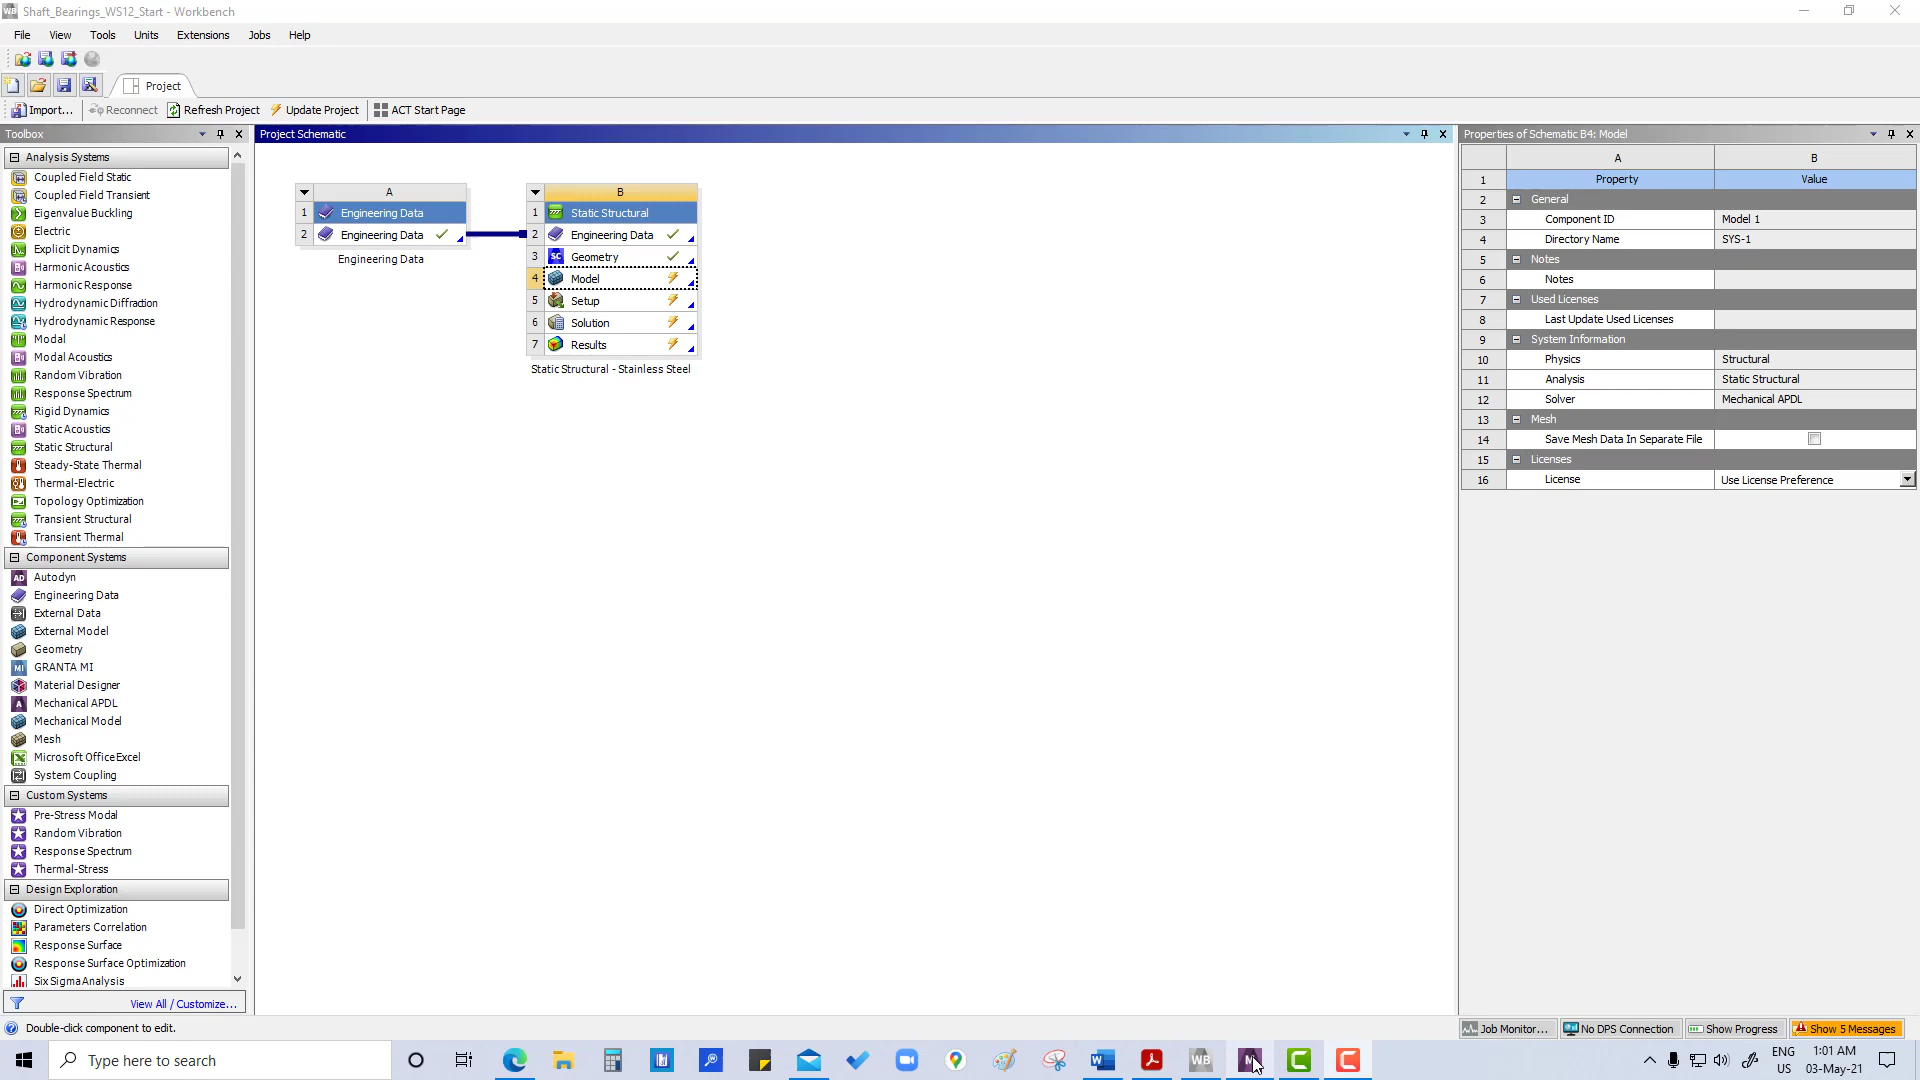 Shaft_Bearings_WS12_Start - Workbench
File View Tools Units Extensions Jobs Help
Project
Import... Reconnect Refresh Project Update Project ACT Start Page
Toolbox
Analysis Systems
Coupled Field Static
Coupled Field Transient
Eigenvalue Buckling
Electric
Explicit Dynamics
Harmonic Acoustics
Harmonic Response
Hydrodynamic Diffraction
Hydrodynamic Response
Modal
Modal Acoustics
Random Vibration
Response Spectrum
Rigid Dynamics
Static Acoustics
Static Structural
Steady-State Thermal
Thermal-Electric
Topology Optimization
Transient Structural
Transient Thermal
Component Systems
Autodyn
Engineering Data
External Data
External Model
Geometry
GRANTA MI
Material Designer
Mechanical APDL
Mechanical Model
Mesh
Microsoft Office Excel
System Coupling
Custom Systems
Pre-Stress Modal
Random Vibration
Response Spectrum
Thermal-Stress
Design Exploration
Direct Optimization
Parameters Correlation
Response Surface
Response Surface Optimization
Six Sigma Analysis
View All / Customize...
Project Schematic
A
1 Engineering Data
2 Engineering Data
Engineering Data
B
1 Static Structural
2 Engineering Data
3 Geometry
4 Model
5 Setup
6 Solution
7 Results
Static Structural - Stainless Steel
Properties of Schematic B4: Model
A B
1 Property Value
2 General
3 Component ID Model 1
4 Directory Name SYS-1
5 Notes
6 Notes
7 Used Licenses
8 Last Update Used Licenses
9 System Information
10 Physics Structural
11 Analysis Static Structural
12 Solver Mechanical APDL
13 Mesh
14 Save Mesh Data In Separate File
15 Licenses
16 License Use License Preference
Double-click component to edit.
Job Monitor... No DPS Connection Show Progress Show 5 Messages
Type here to search
ENG
US
1:01 AM
03-May-21